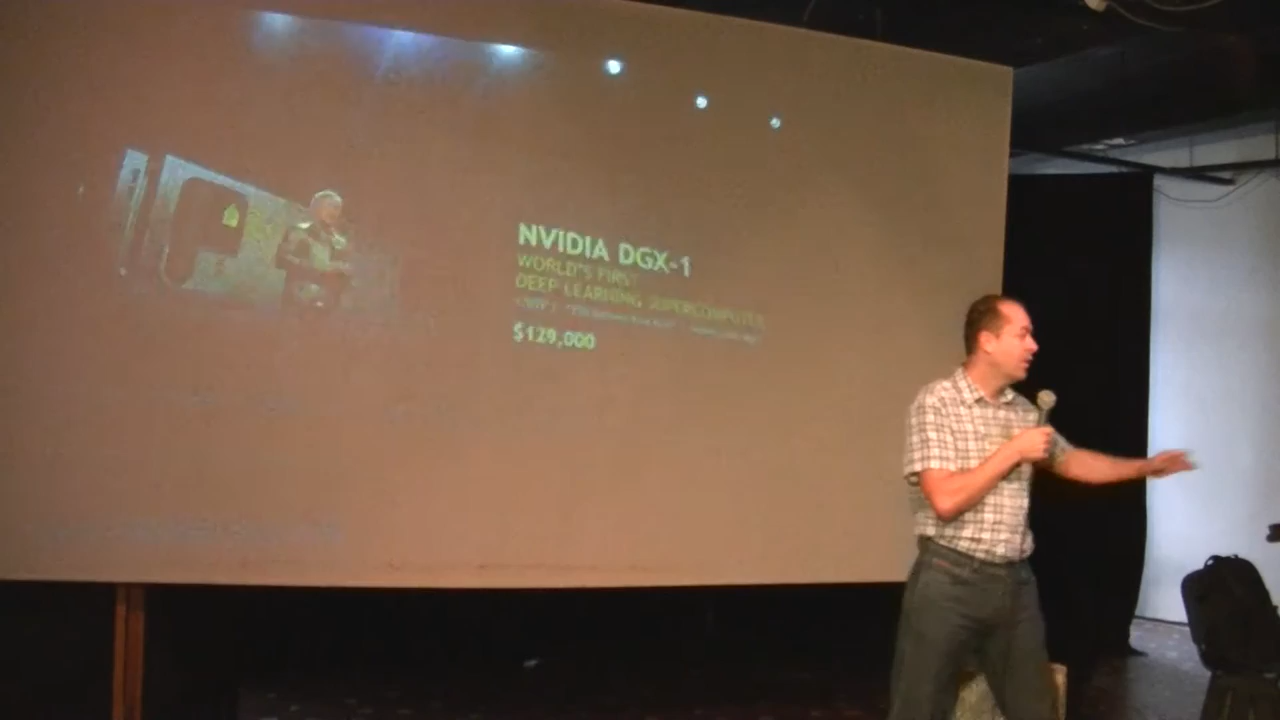 NVIDIA DGX-1
WORLD'S FIRST
DEEP LEARNING SUPERCOMPUTER
$129,000